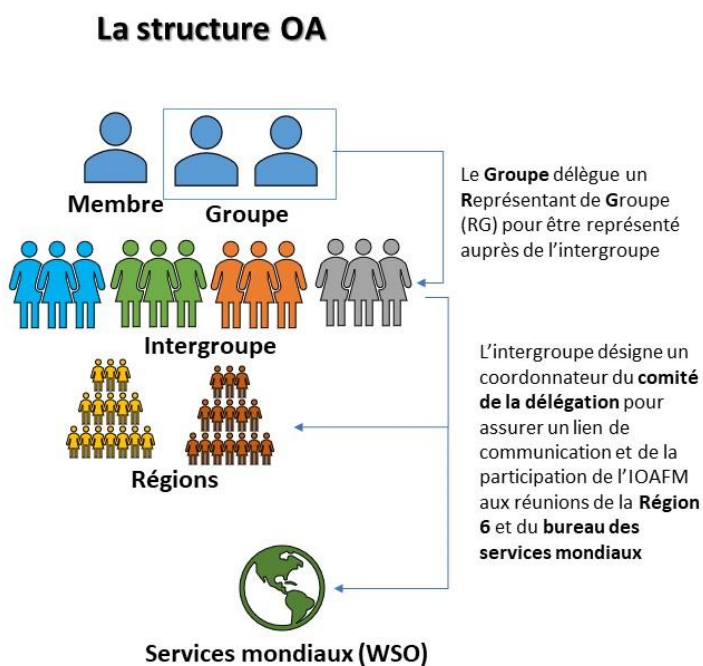 La structure OA
Membre
Groupe
Le Groupe délègue un
Représentant de Groupe
(RG) pour être représenté
auprès de l'intergroupe
Intergroupe
L'intergroupe désigne un
coordonnateur du comité
de la délégation pour
assurer un lien de
communication et de la
participation de l'IOAFM
aux réunions de la Région
6 et du bureau des
services mondiaux
Régions
Services mondiaux (WSO)